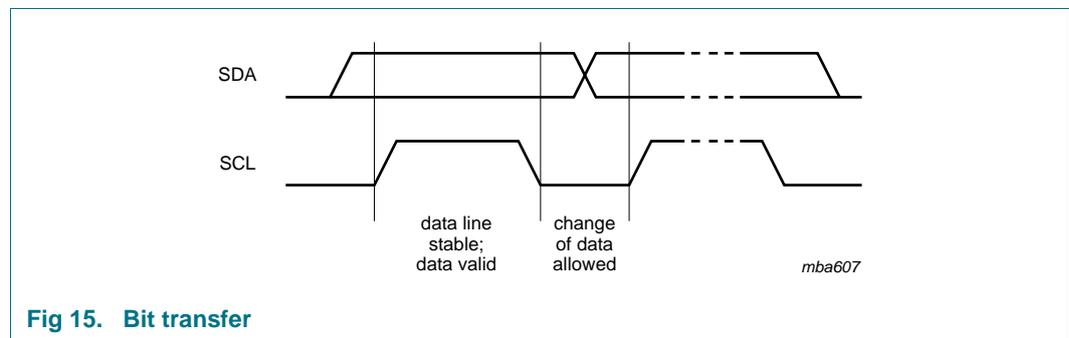 SDA
SCL
data line
stable;
data valid
change
of data
allowed
mba607
Fig 15. Bit transfer